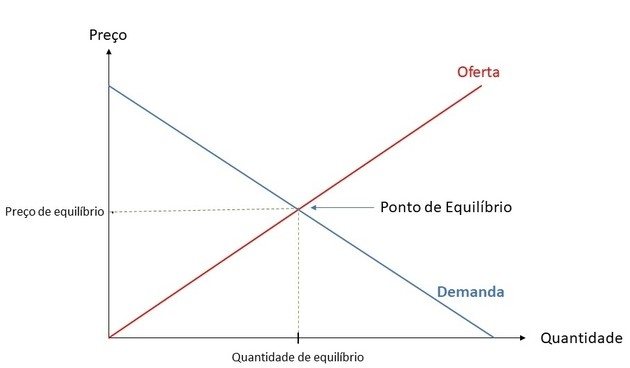 Preço
Oferta
Preço de equilíbrio
Ponto de Equilíbrio
Demanda
Quantidade
Quantidade de equilíbrio